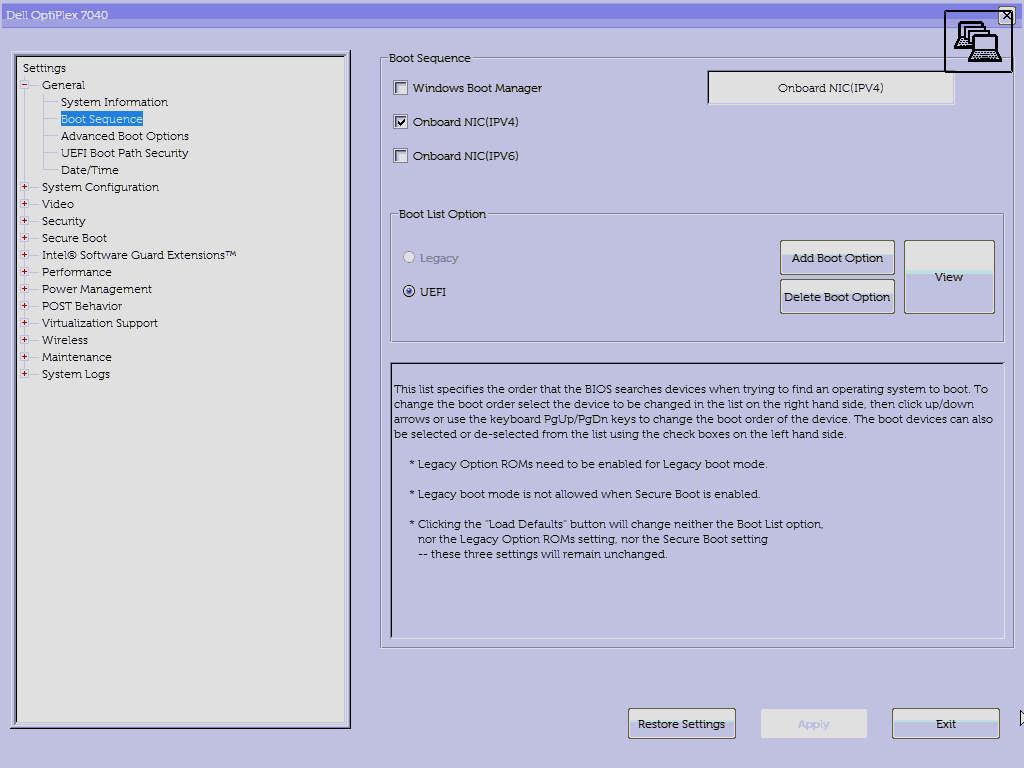 Dell OptiPlex 7040
Settings
General
System Information
Boot Sequence
Advanced Boot Options
UEFI Boot Path Security
Date/Time
System Configuration
Video
Security
Secure Boot
Intel® Software Guard Extensions™
Performance
Power Management
POST Behavior
Virtualization Support
Wireless
Maintenance
System Logs
Boot Sequence
Windows Boot Manager
Onboard NIC(IPV4)
Onboard NIC(IPV6)
Onboard NIC(IPV4)
Boot List Option
Legacy
UEFI
Add Boot Option
Delete Boot Option
View
This list specifies the order that the BIOS searches devices when trying to find an operating system to boot. To
change the boot order select the device to be changed in the list on the right hand side, then click up/down
arrows or use the keyboard PgUp/PgDn keys to change the boot order of the device. The boot devices can also
be selected or de-selected from the list using the check boxes on the left hand side.
* Legacy Option ROMs need to be enabled for Legacy boot mode.
* Legacy boot mode is not allowed when Secure Boot is enabled.
* Clicking the "Load Defaults" button will change neither the Boot List option,
nor the Legacy Option ROMs setting, nor the Secure Boot setting
-- these three settings will remain unchanged.
Restore Settings
Apply
Exit